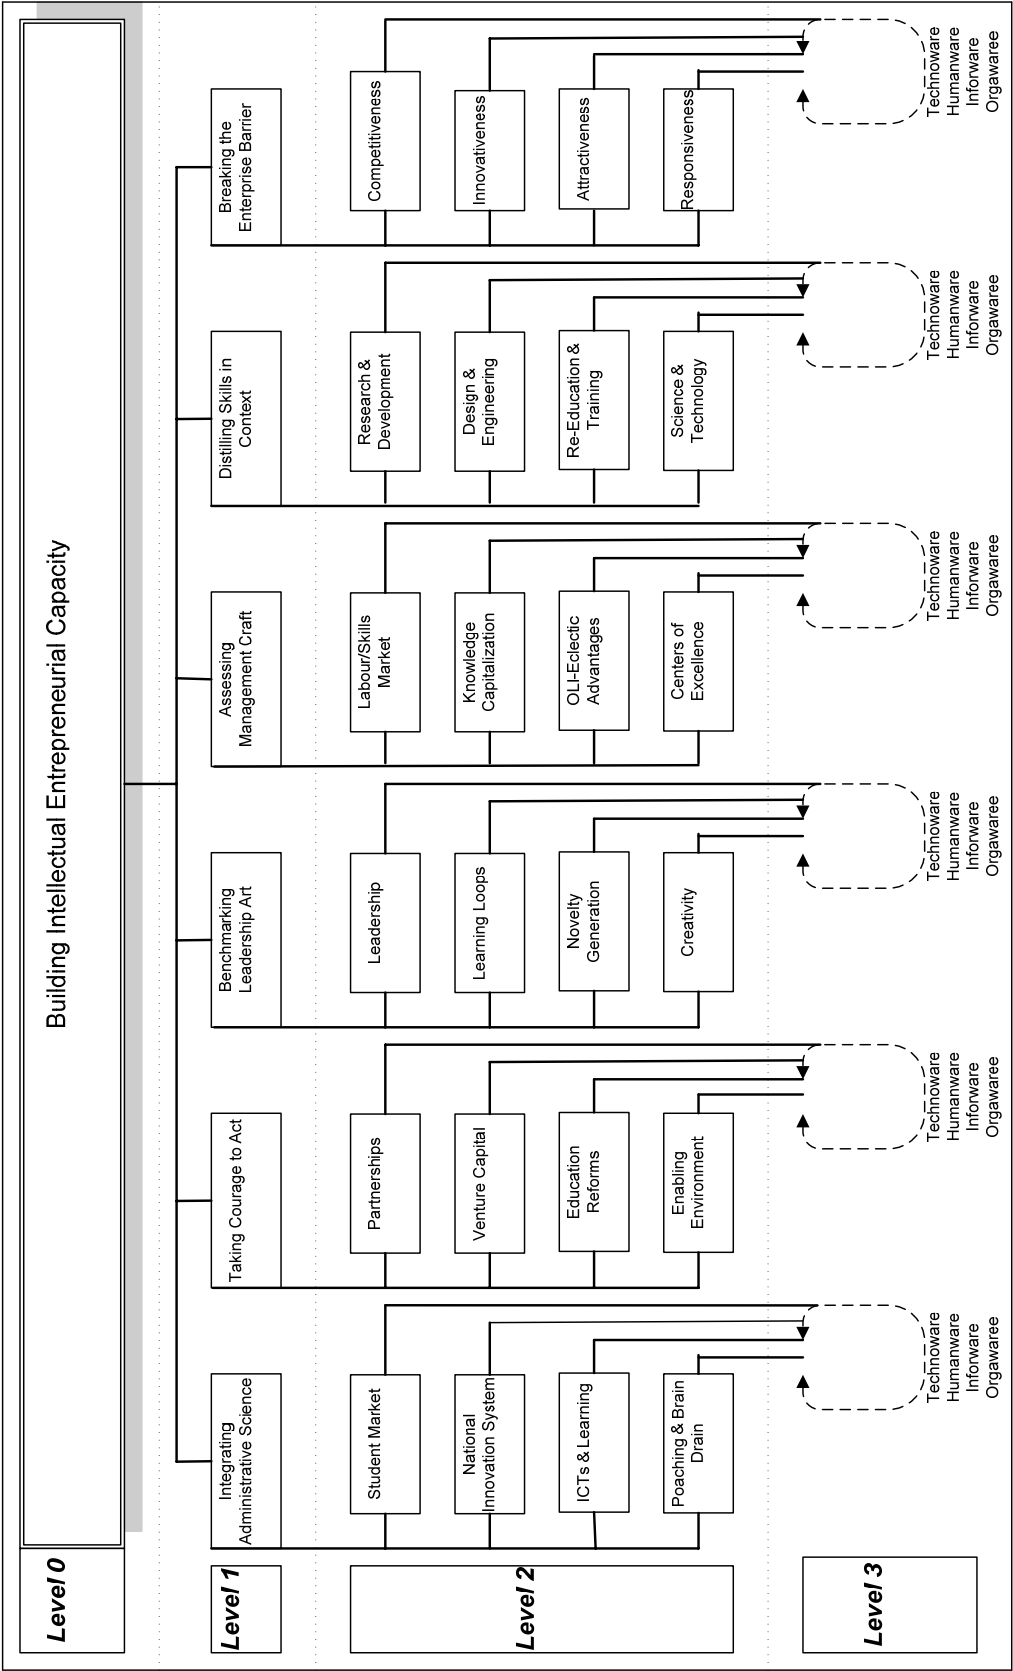 Level 0
Building Intellectual Entrepreneurial Capacity
Level 1
Integrating
Administrative Science
Taking Courage to Act
Benchmarking
Leadership Art
Assessing
Management Craft
Distilling Skills in
Context
Breaking the
Enterprise Barrier
Level 2
Student Market
National
Innovation System
ICTs & Learning
Poaching & Brain
Drain
Partnerships
Venture Capital
Education
Reforms
Enabling
Environment
Leadership
Learning Loops
Novelty
Generation
Creativity
Labour/Skills
Market
Knowledge
Capitalization
OLI-Eclectic
Advantages
Centers of
Excellence
Research &
Development
Design &
Engineering
Re-Education &
Training
Science &
Technology
Competitiveness
Innovativeness
Attractiveness
Responsiveness
Level 3
Technoware
Humanware
Inforware
Orgawaree
Technoware
Humanware
Inforware
Orgawaree
Technoware
Humanware
Inforware
Orgawaree
Technoware
Humanware
Inforware
Orgawaree
Technoware
Humanware
Inforware
Orgawaree
Technoware
Humanware
Inforware
Orgawaree